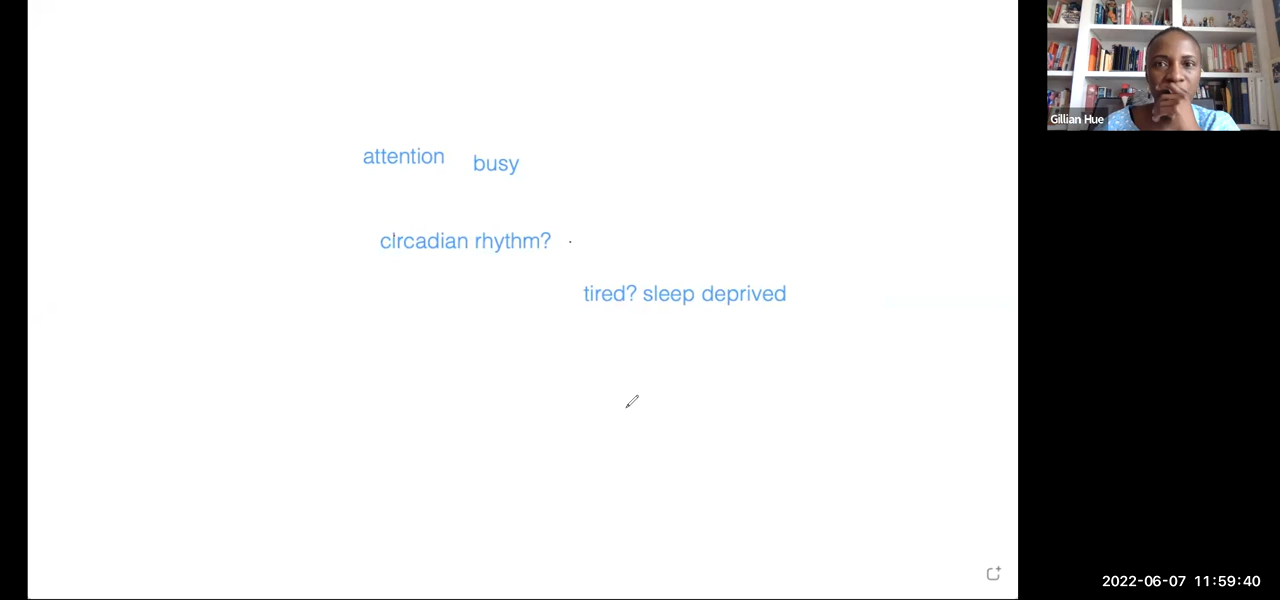 Gillian Hue
attention
busy
circadian rhythm?
tired? sleep deprived
2022-06-07 11:59:40